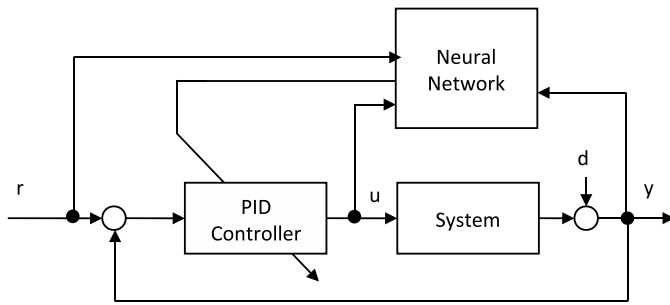 Neural
Network
r
PID
Controller
u
System
d
y